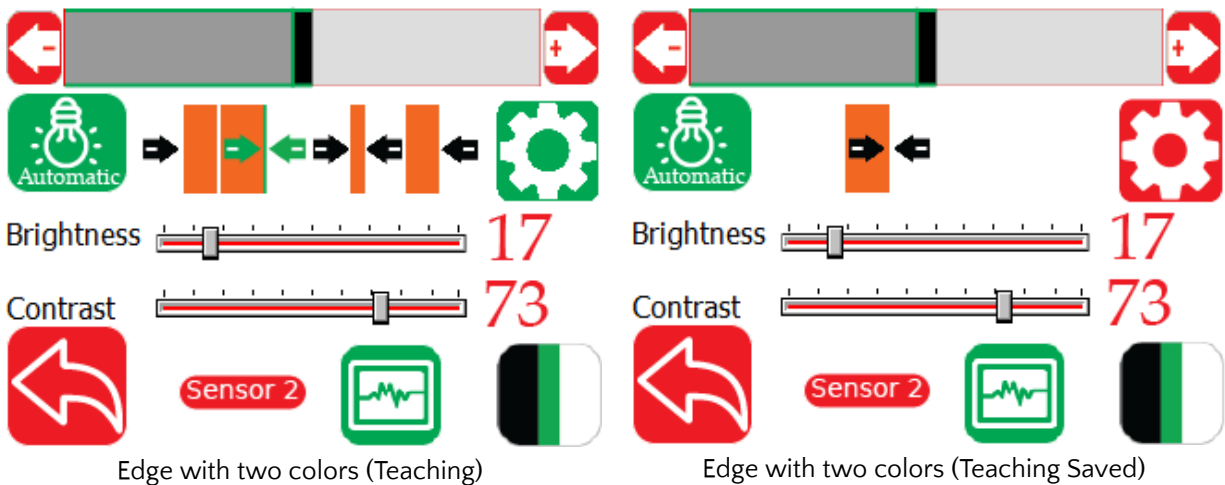 - +
Automatic
Brightness 17
Contrast 73
Sensor 2
Edge with two colors (Teaching)
- +
Automatic
Brightness 17
Contrast 73
Sensor 2
Edge with two colors (Teaching Saved)